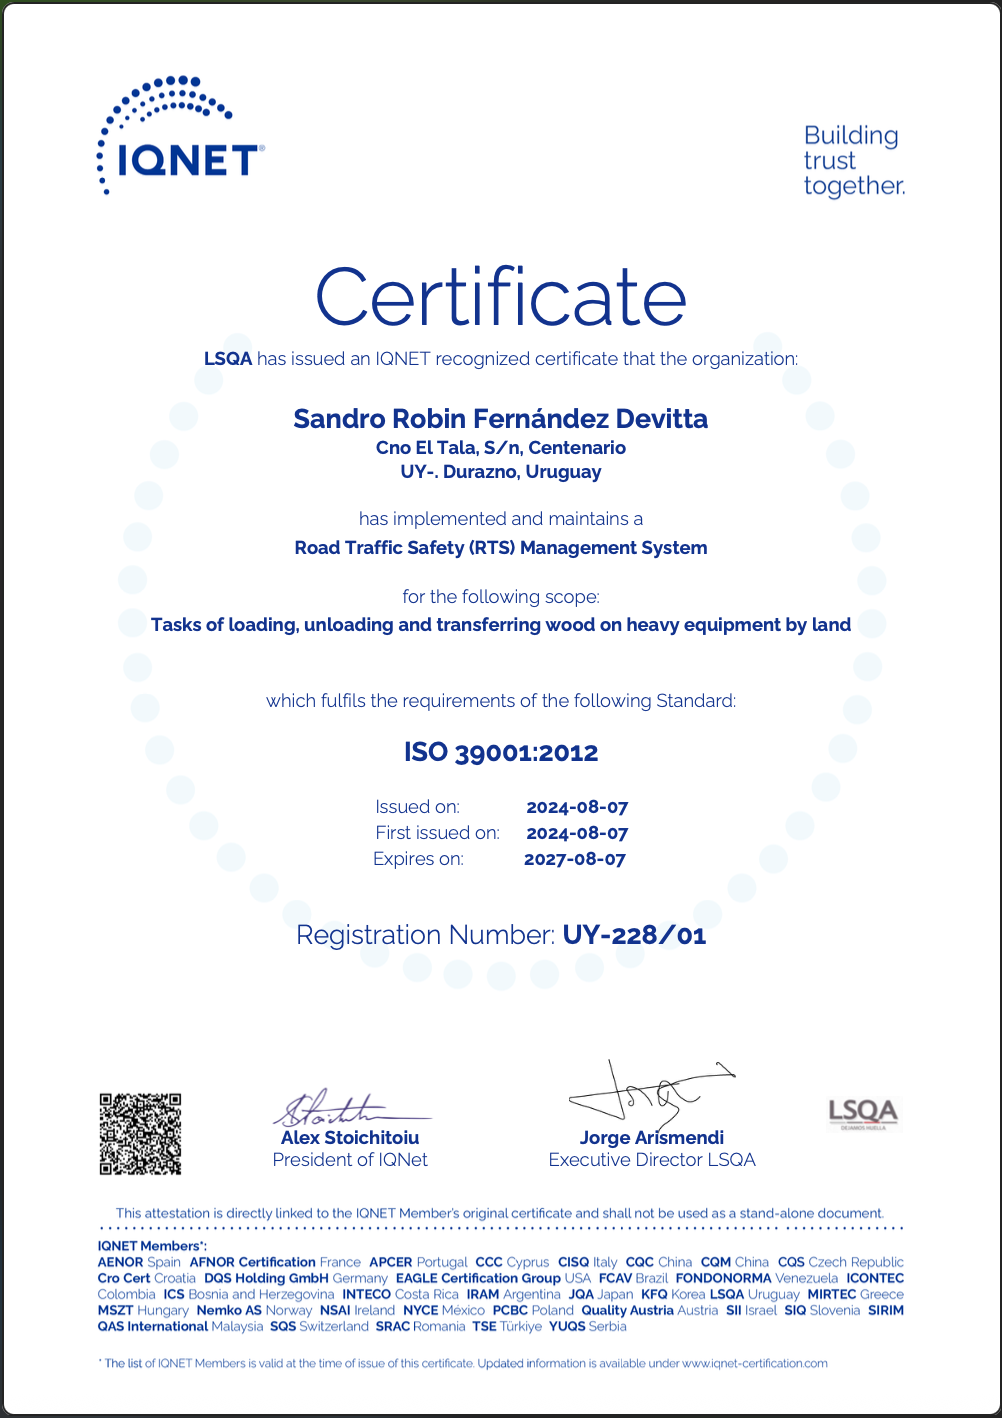 IQNET®
Building
trust
together.
Certificate
LSQA has issued an IQNET recognized certificate that the organization:
Sandro Robin Fernández Devitta
Cno El Tala, S/n, Centenario
UY-. Durazno, Uruguay
has implemented and maintains a
Road Traffic Safety (RTS) Management System
for the following scope:
Tasks of loading, unloading and transferring wood on heavy equipment by land
which fulfils the requirements of the following Standard:
ISO 39001:2012
Issued on: 2024-08-07
First issued on: 2024-08-07
Expires on: 2027-08-07
Registration Number: UY-228/01
Alex Stoichitoiu
President of IQNet
Jorge Arismendi
Executive Director LSQA
LSQA
DEJAMOS HUELLA
This attestation is directly linked to the IQNET Member's original certificate and shall not be used as a stand-alone document.
IQNET Members*:
AENOR Spain AFNOR Certification France APCER Portugal CCC Cyprus CISQ Italy CQC China CQM China CQS Czech Republic
Cro Cert Croatia DQS Holding GmbH Germany EAGLE Certification Group USA FCAV Brazil FONDONORMA Venezuela ICONTEC
Colombia ICS Bosnia and Herzegovina INTECO Costa Rica IRAM Argentina JQA Japan KFQ Korea LSQA Uruguay MIRTEC Greece
MSZT Hungary Nemko AS Norway NSAI Ireland NYCE México PCBC Poland Quality Austria Austria SII Israel SIQ Slovenia SIRIM
QAS International Malaysia SQS Switzerland SRAC Romania TSE Türkiye YUQS Serbia
* The list of IQNET Members is valid at the time of issue of this certificate. Updated information is available under www.iqnet-certification.com